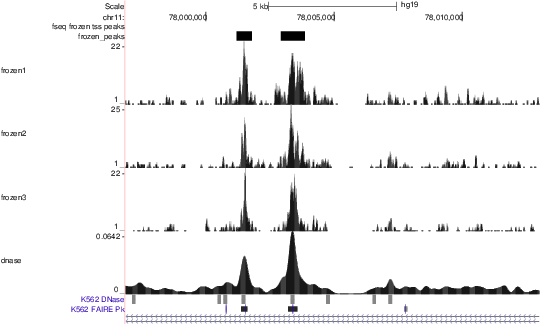 Scale 5 kb hg19
chr11: 78,000,000 78,005,000 78,010,000
fseq frozen tss peaks
frozen_peaks
22
frozen1
1
25
frozen2
1
22
frozen3
1
0.0642
dnase
0
K562 DNase
K562 FAIRE Pk